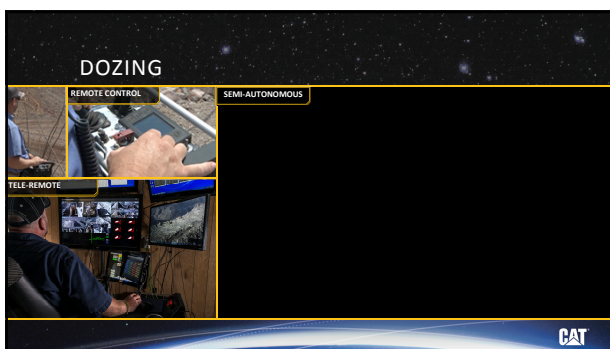 DOZING
REMOTE CONTROL
SEMI-AUTONOMOUS
TELE-REMOTE
CAT